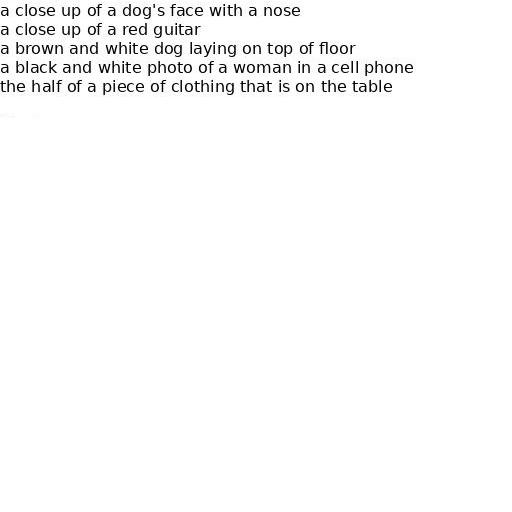 a close up of a dog's face with a nose
a close up of a red guitar
a brown and white dog laying on top of floor
a black and white photo of a woman in a cell phone
the half of a piece of clothing that is on the table